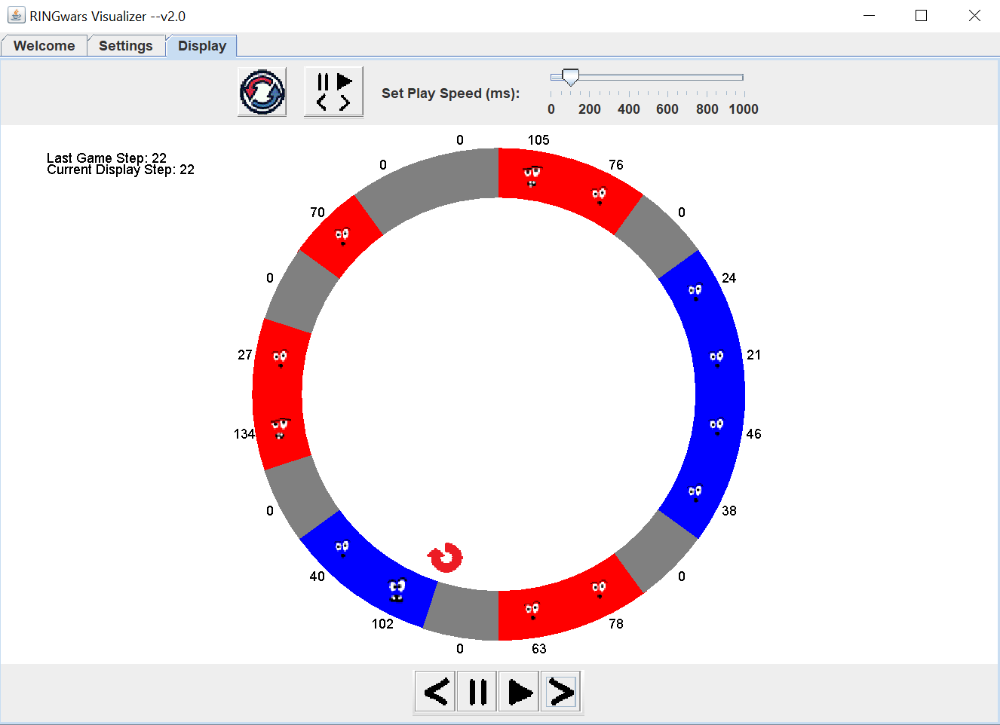 RINGwars Visualizer --v2.0
Welcome Settings Display
Set Play Speed (ms):
0 200 400 600 800 1000
Last Game Step: 22
Current Display Step: 22
0 105
0 76
70 0
0 24
27 21
134 46
0 38
40 0
102 78
0 63